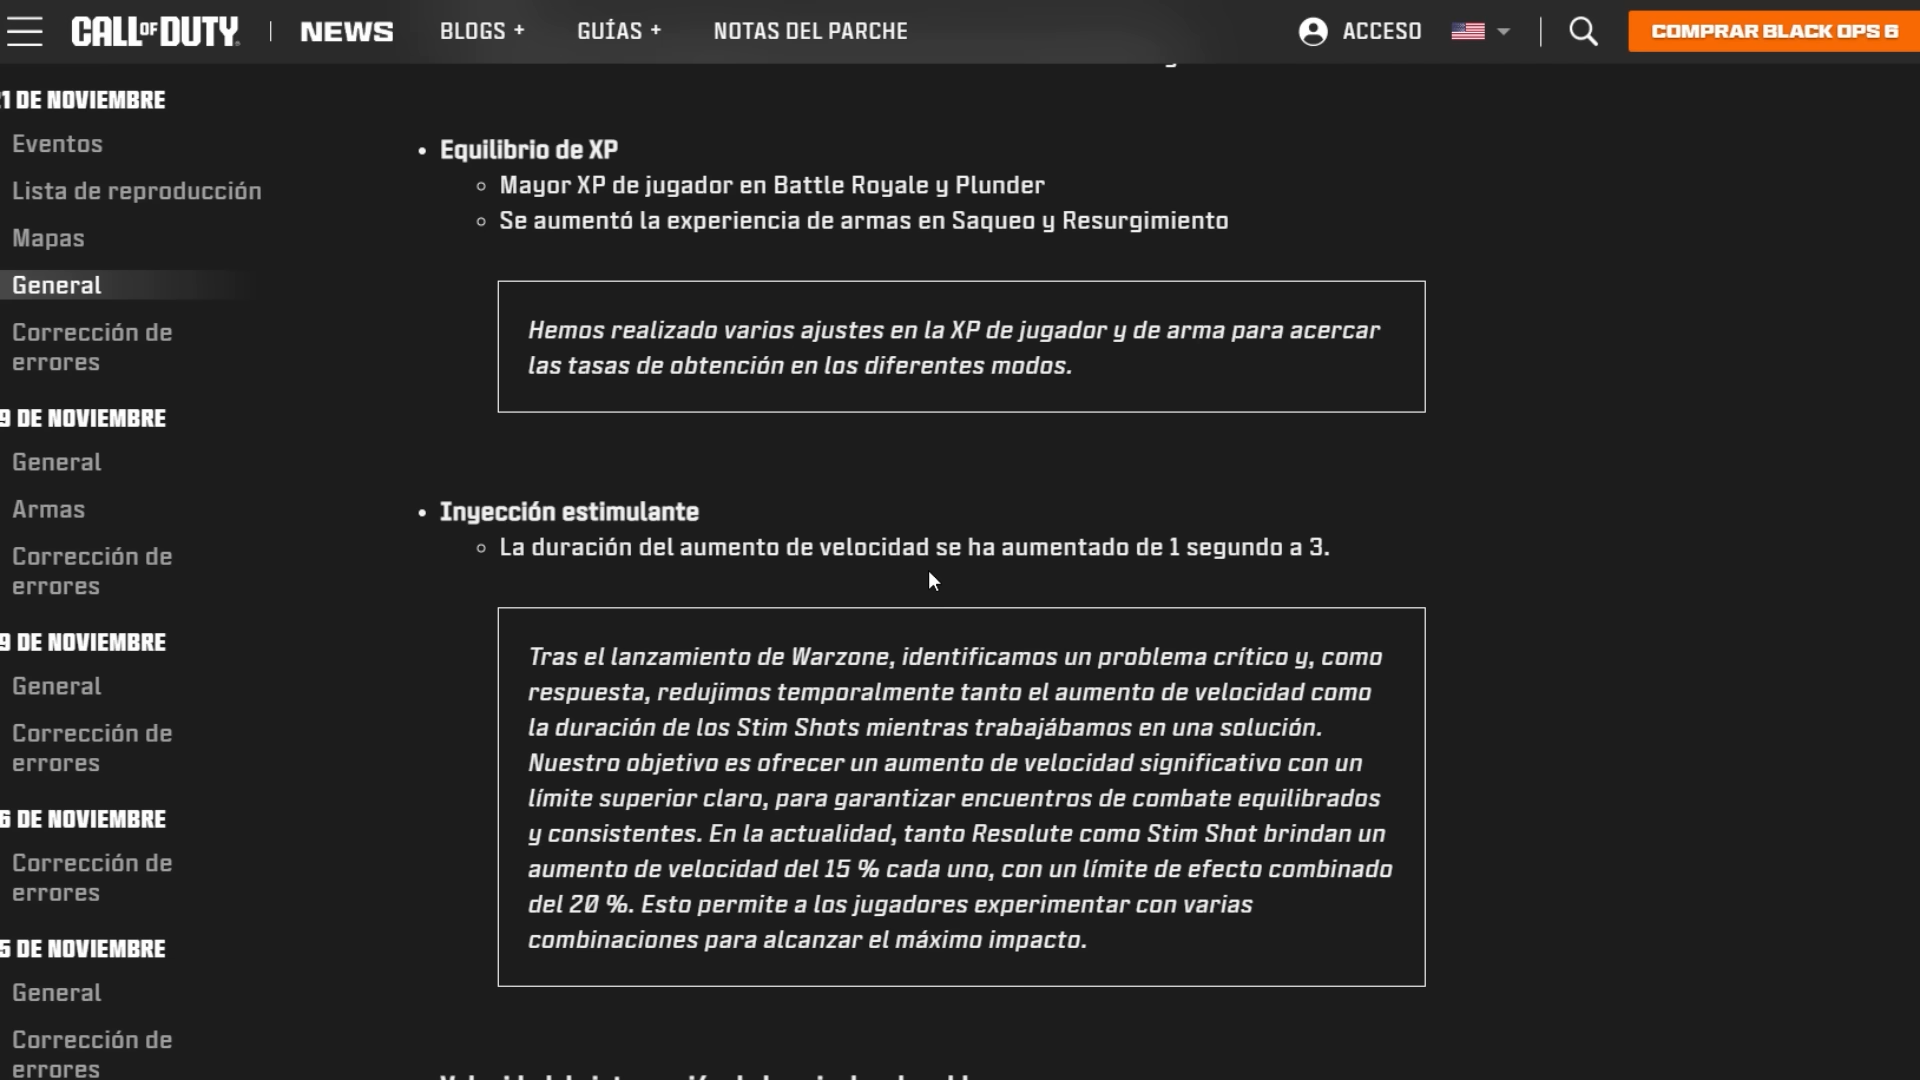 CALL OF DUTY
NEWS
BLOGS +
GUÍAS +
NOTAS DEL PARCHE
ACCESO
COMPRAR BLACK OPS 6
1 DE NOVIEMBRE
Eventos
Lista de reproducción
Mapas
General
Corrección de
errores
9 DE NOVIEMBRE
General
Armas
Corrección de
errores
9 DE NOVIEMBRE
General
Corrección de
errores
6 DE NOVIEMBRE
Corrección de
errores
5 DE NOVIEMBRE
General
Corrección de
errores
• Equilibrio de XP
◦ Mayor XP de jugador en Battle Royale y Plunder
◦ Se aumentó la experiencia de armas en Saqueo y Resurgimiento
Hemos realizado varios ajustes en la XP de jugador y de arma para acercar
las tasas de obtención en los diferentes modos.
• Inyección estimulante
◦ La duración del aumento de velocidad se ha aumentado de 1 segundo a 3.
Tras el lanzamiento de Warzone, identificamos un problema crítico y, como
respuesta, redujimos temporalmente tanto el aumento de velocidad como
la duración de los Stim Shots mientras trabajábamos en una solución.
Nuestro objetivo es ofrecer un aumento de velocidad significativo con un
límite superior claro, para garantizar encuentros de combate equilibrados
y consistentes. En la actualidad, tanto Resolute como Stim Shot brindan un
aumento de velocidad del 15 % cada uno, con un límite de efecto combinado
del 20 %. Esto permite a los jugadores experimentar con varias
combinaciones para alcanzar el máximo impacto.